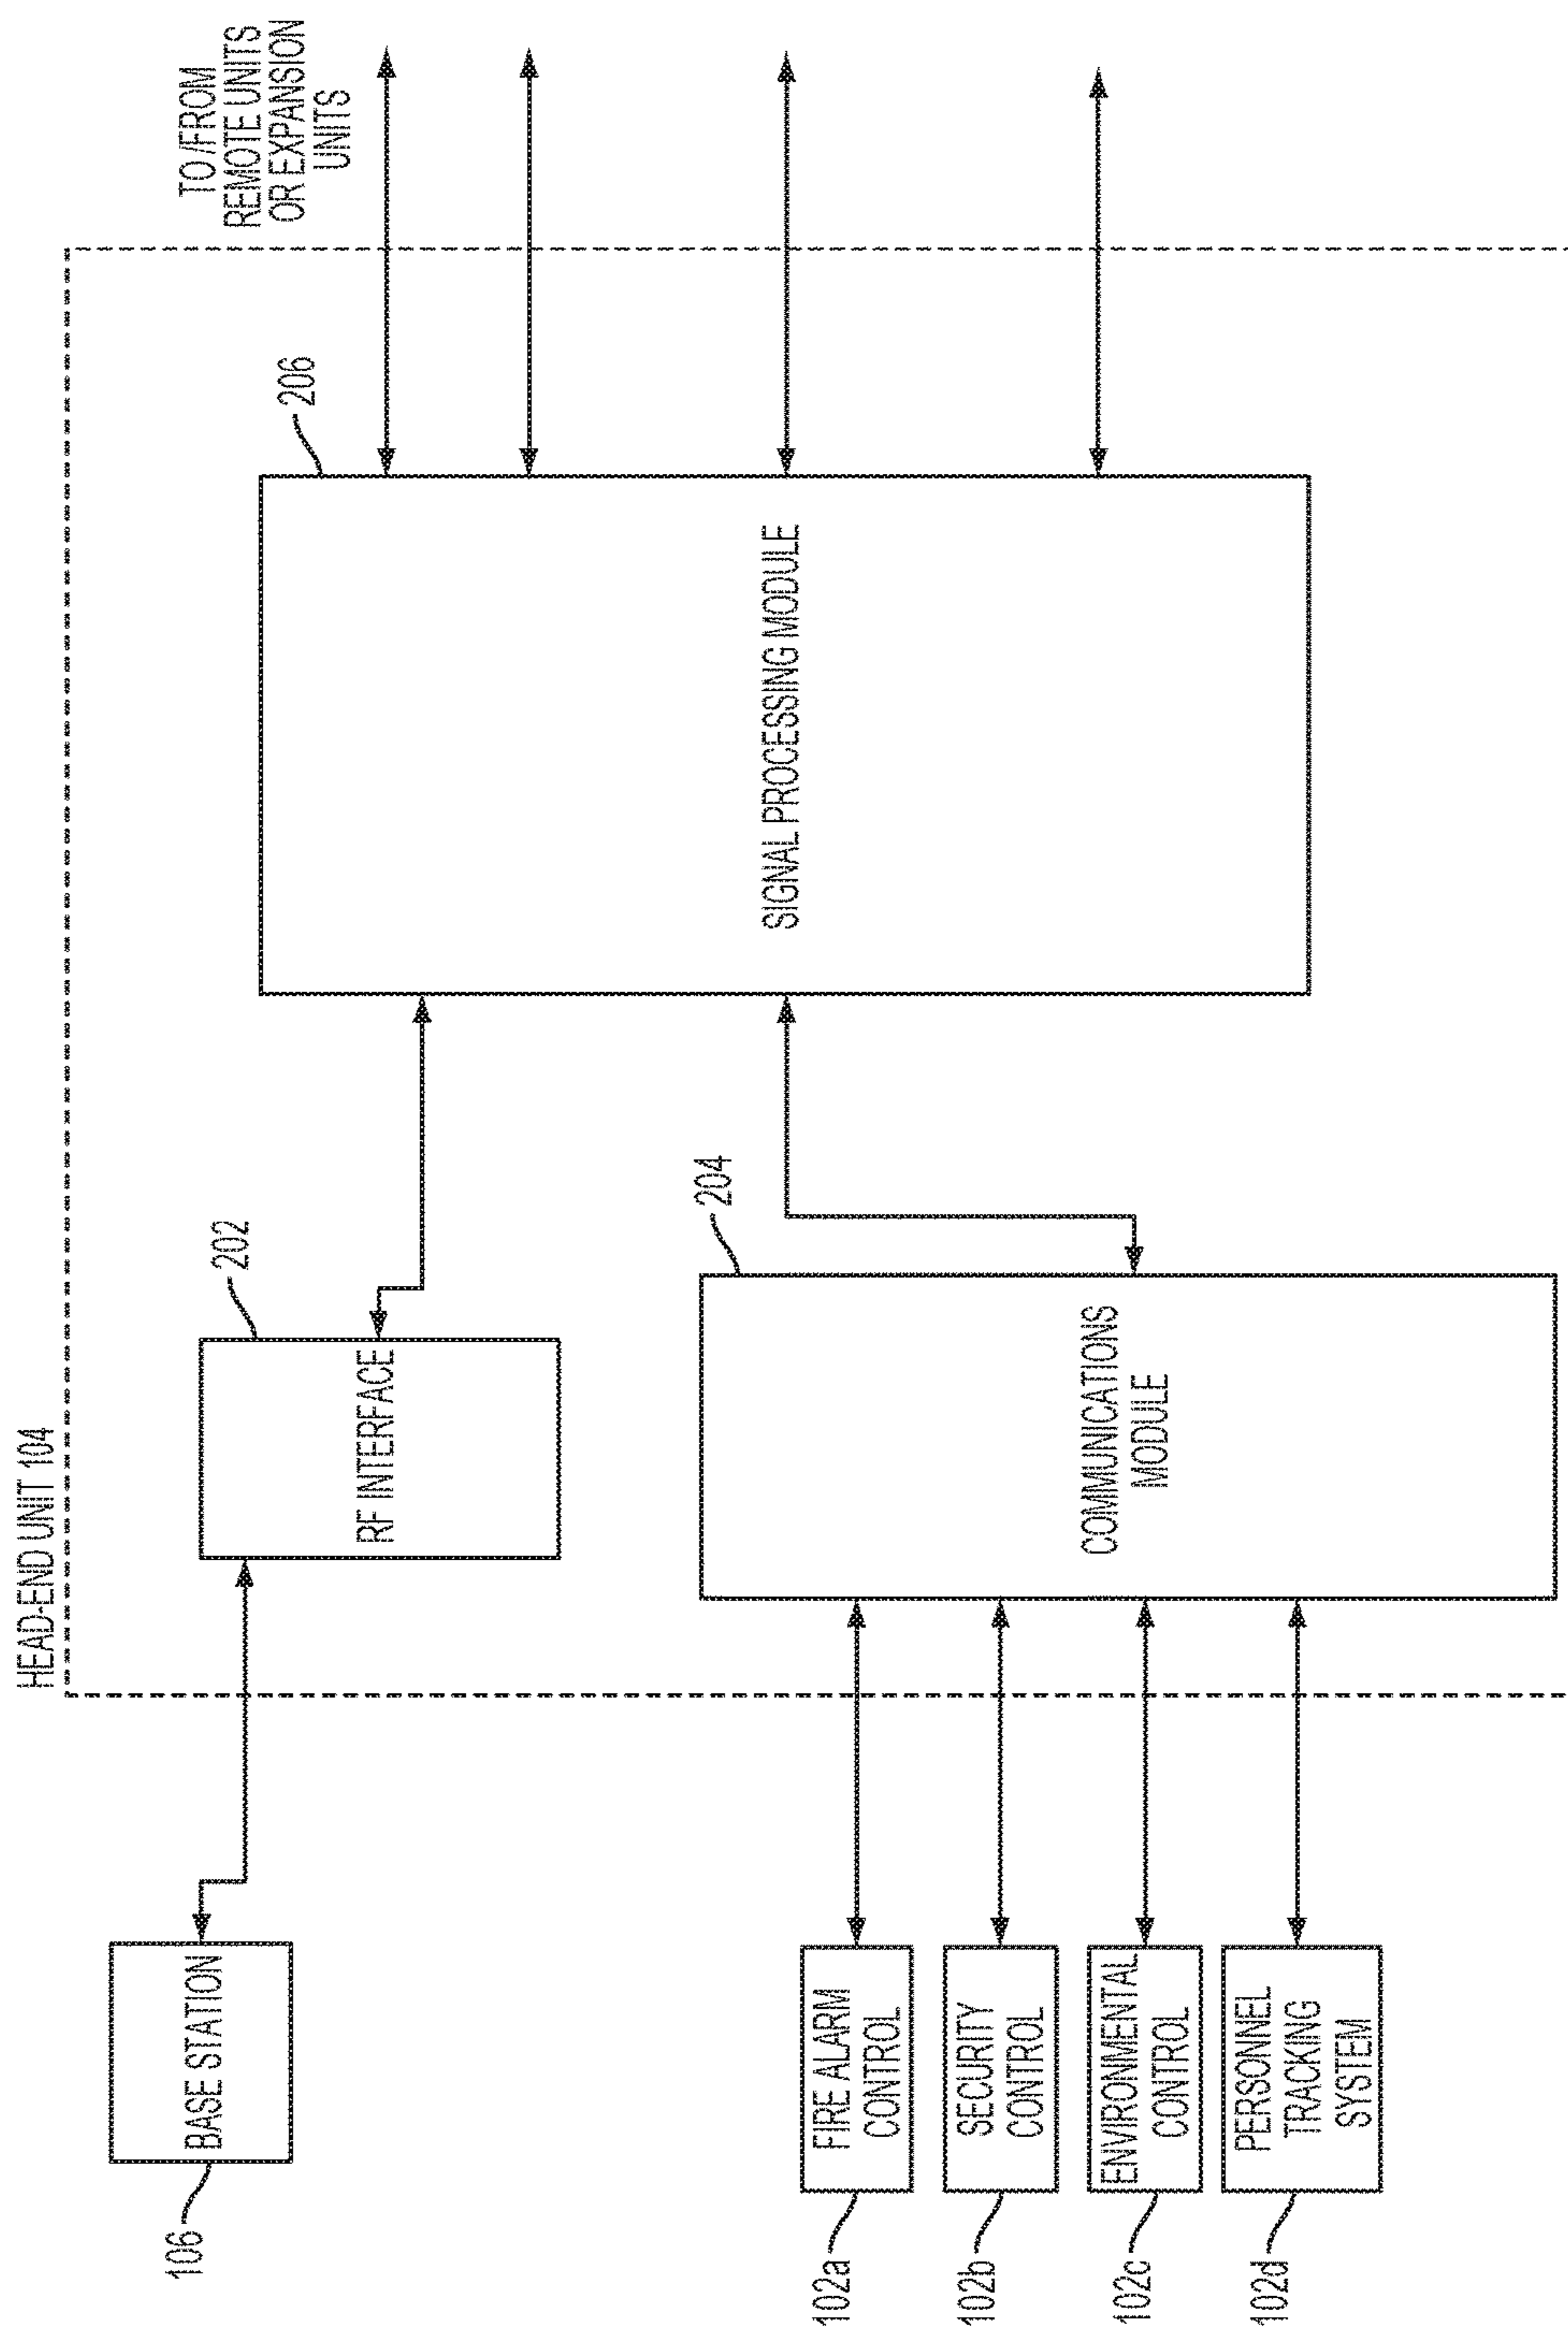 HEAD-END UNIT 104
TO/FROM
REMOTE UNITS
OR EXPANSION
UNITS
106
BASE STATION
202
RF INTERFACE
206
SIGNAL PROCESSING MODULE
204
COMMUNICATIONS
MODULE
102a
FIRE ALARM
CONTROL
102b
SECURITY
CONTROL
102c
ENVIRONMENTAL
CONTROL
102d
PERSONNEL
TRACKING
SYSTEM